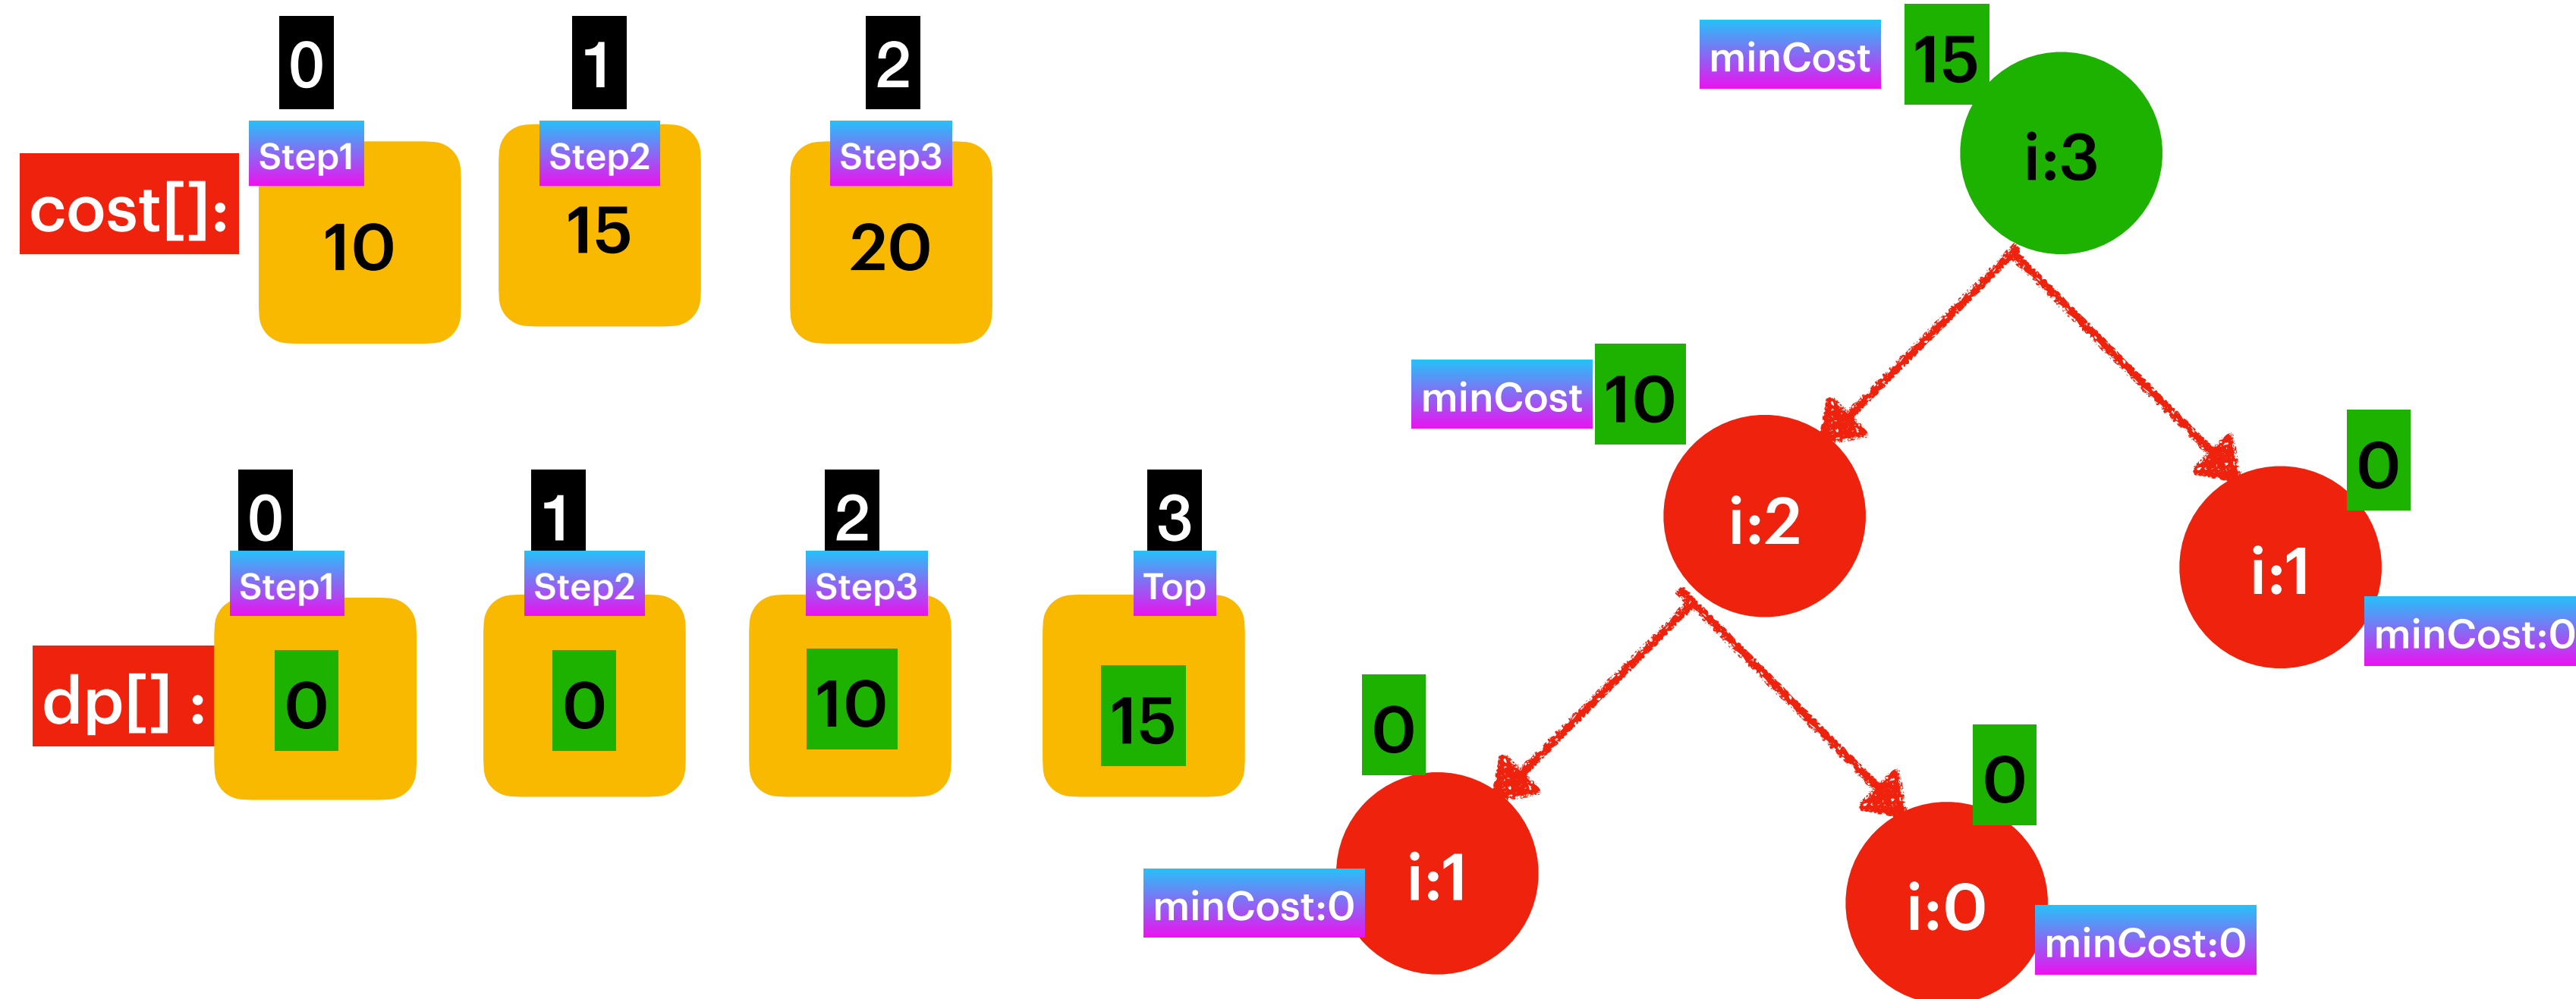 0 1 2
Step1 Step2 Step3
cost[]: 10 15 20
0 1 2 3
Step1 Step2 Step3 Top
dp[] : 0 0 10 15
minCost 15
i:3
minCost 10
i:2
0
i:1
minCost:0
0
i:1
minCost:0
0
i:0
minCost:0